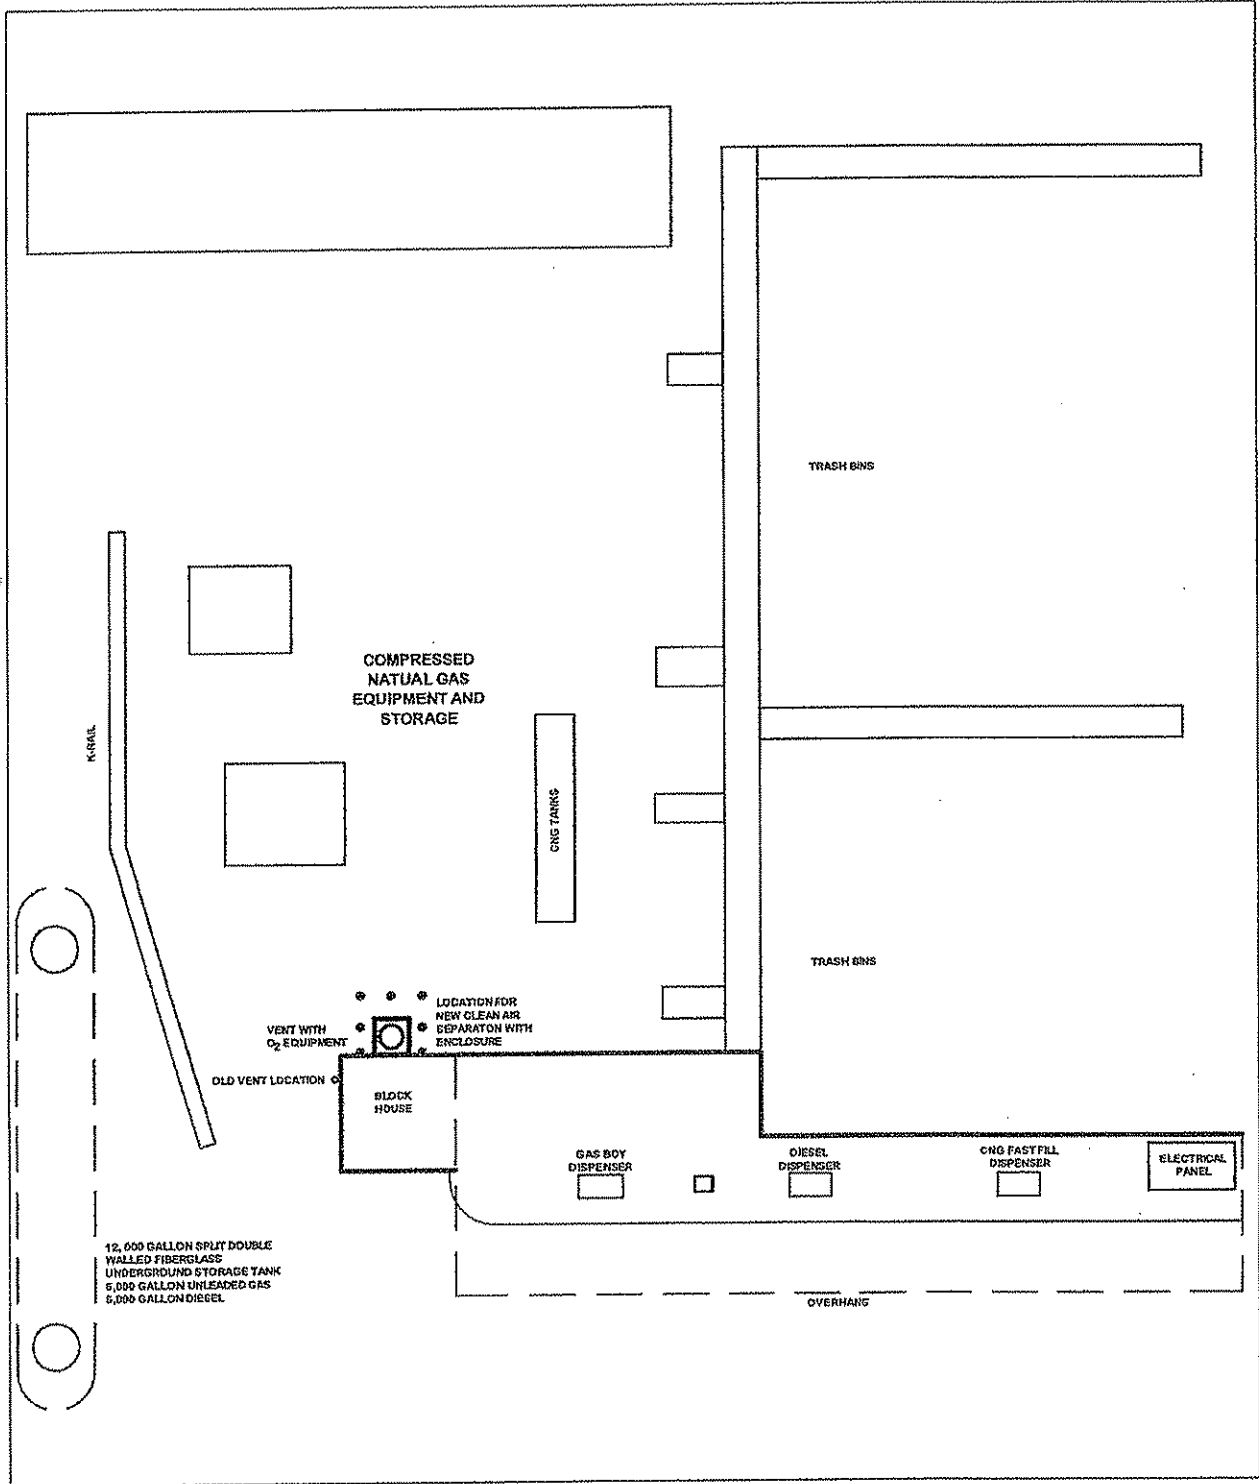 TRASH BINS
COMPRESSED
NATUAL GAS
EQUIPMENT AND
STORAGE
K-RAIL
CNG TANKS
TRASH BINS
LOCATION FOR
NEW CLEAN AIR
SEPARATON WITH
ENCLOSURE
VENT WITH
O2 EQUIPMENT
OLD VENT LOCATION
BLOCK
HOUSE
GAS BOY
DISPENSER
DIESEL
DISPENSER
CNG FAST FILL
DISPENSER
ELECTRICAL
PANEL
12,000 GALLON SPLIT DOUBLE
WALLED FIBERGLASS
UNDERGROUND STORAGE TANK
6,000 GALLON UNLEADED GAS
6,000 GALLON DIESEL
OVERHANG